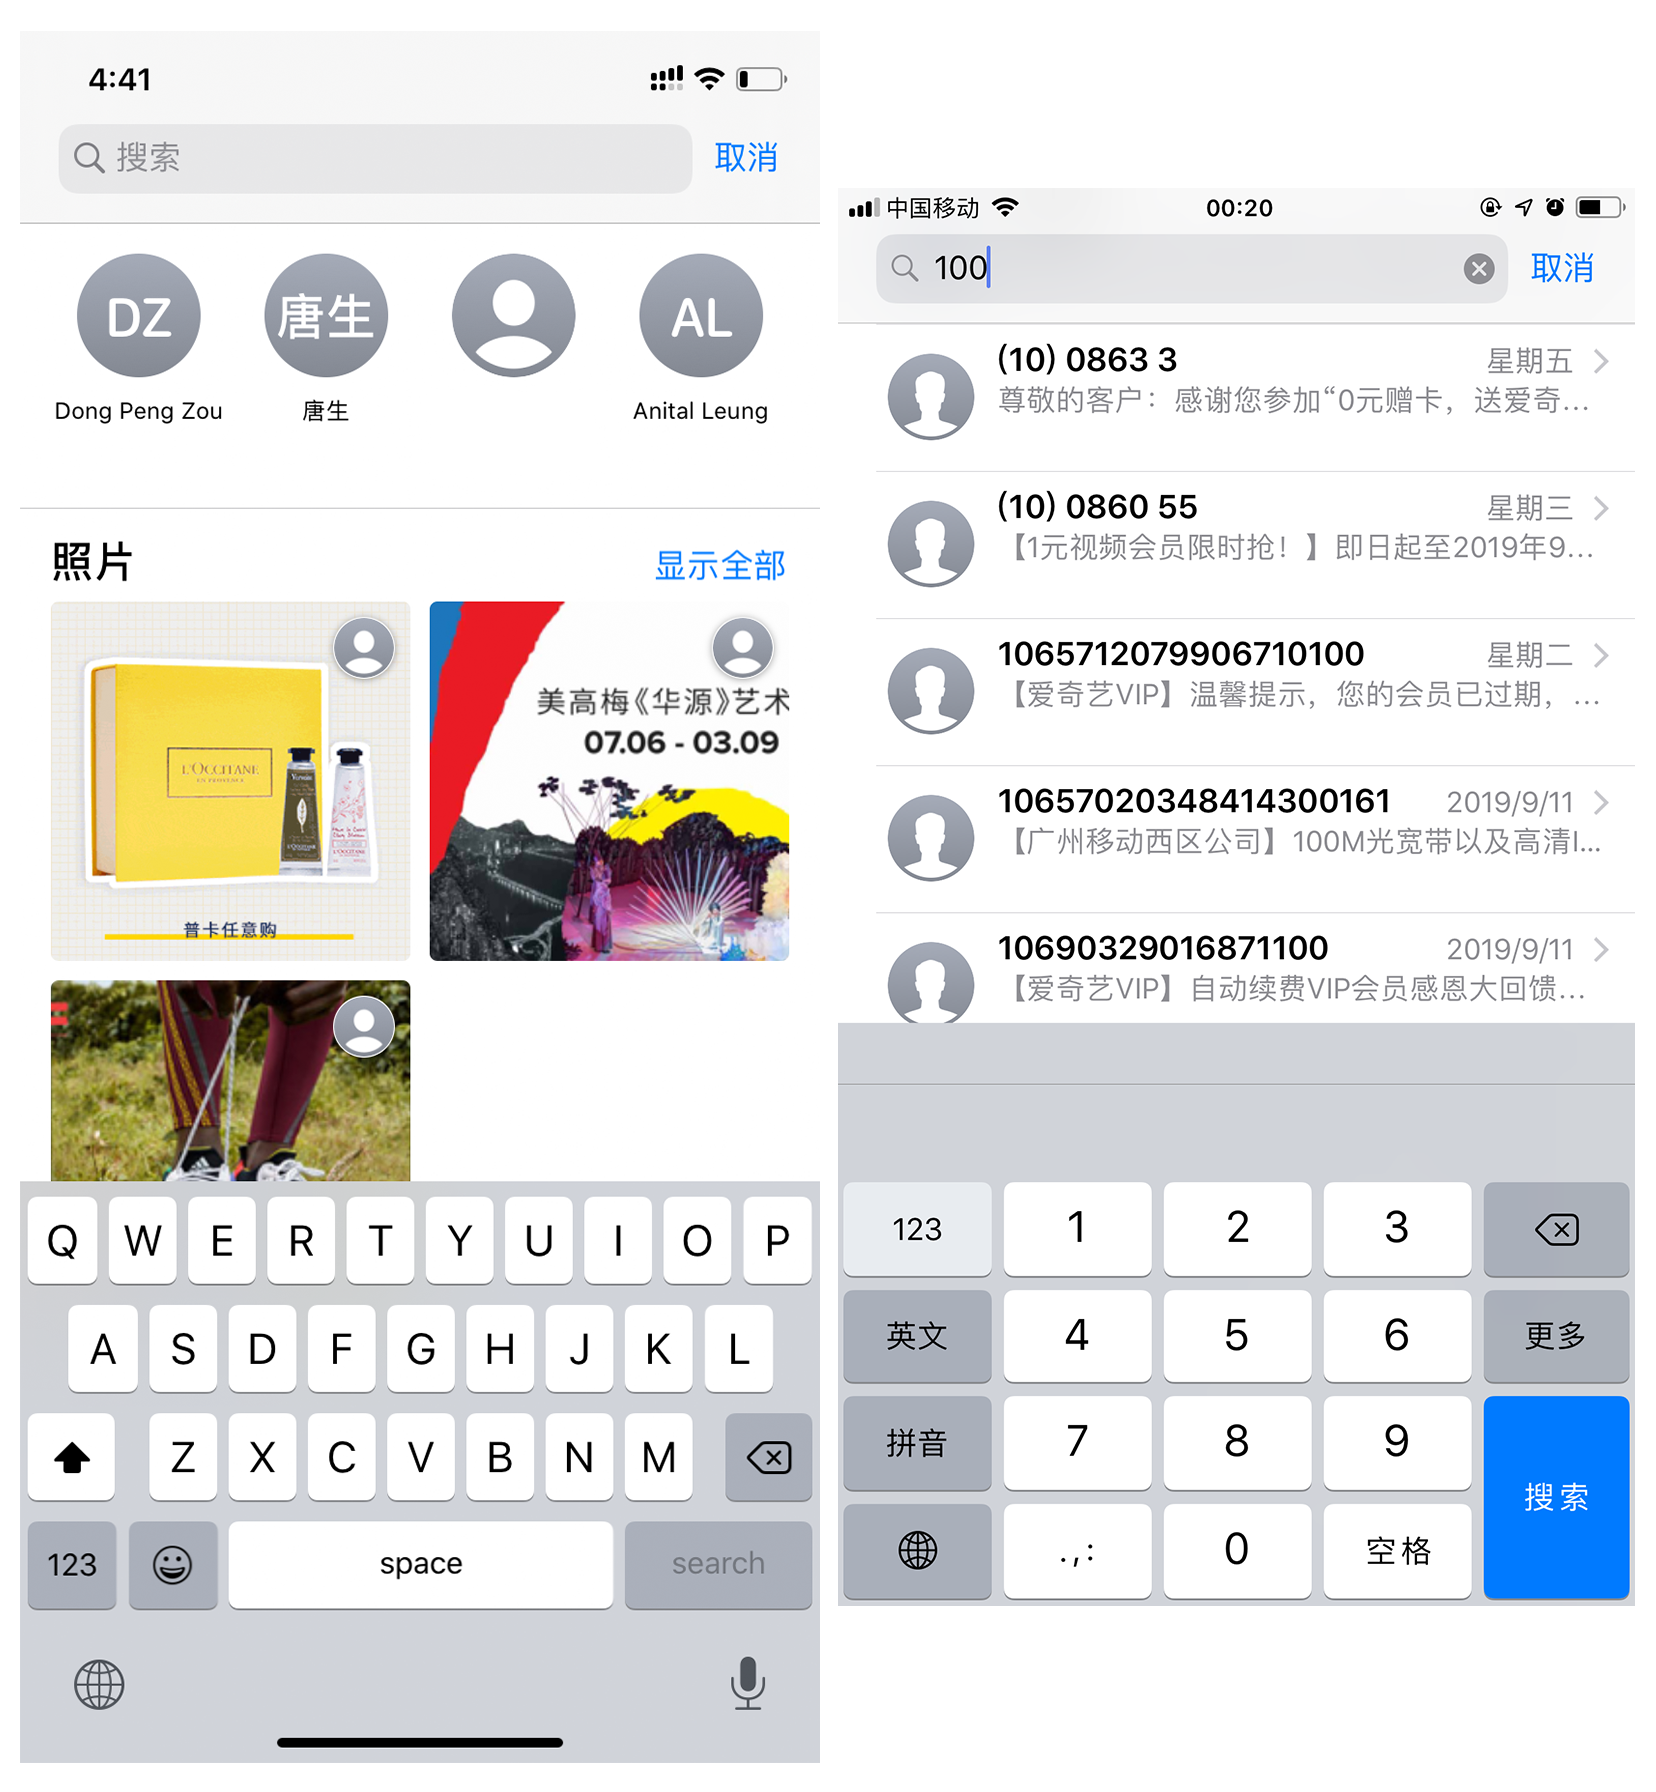 4:41
搜索
取消
DZ
唐生
AL
Dong Peng Zou
唐生
Anital Leung
照片
显示全部
L'OCCITANE
EN PROVENCE
Verveine
L'OCCITANE
普卡任意购
美高梅《华源》艺术
07.06 - 03.09
Q W E R T Y U I O P
A S D F G H J K L
Z X C V B N M
123
space
search
中国移动
00:20
100
取消
(10) 0863 3
星期五
尊敬的客户：感谢您参加“0元赠卡，送爱奇...
(10) 0860 55
星期三
【1元视频会员限时抢！】即日起至2019年9...
1065712079906710100
星期二
【爱奇艺VIP】温馨提示，您的会员已过期，...
10657020348414300161
2019/9/11
【广州移动西区公司】100M光宽带以及高清I...
10690329016871100
2019/9/11
【爱奇艺VIP】自动续费VIP会员感恩大回馈...
123 1 2 3
英文 4 5 6 更多
拼音 7 8 9
搜索
.,: 0 空格